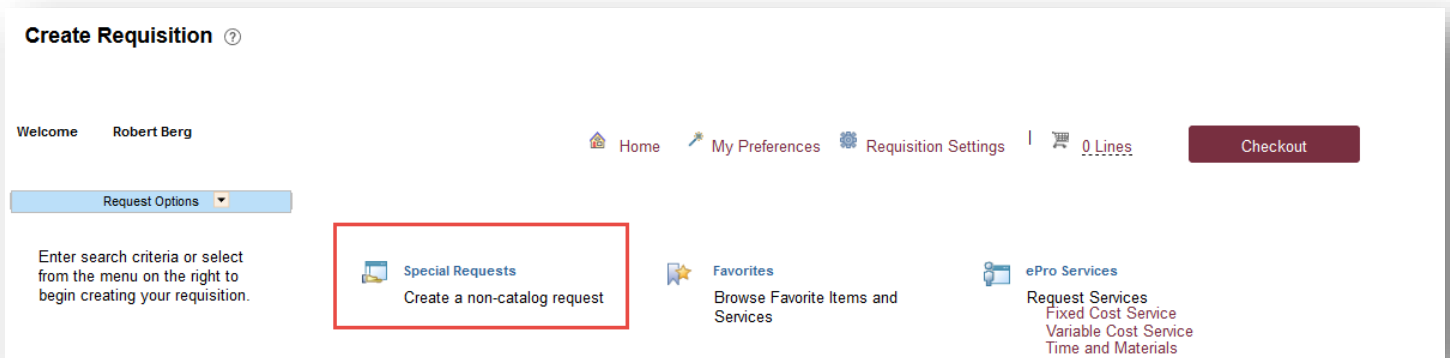 Create Requisition ?
Welcome Robert Berg
Home My Preferences Requisition Settings | 0 Lines Checkout
Request Options
Enter search criteria or select
from the menu on the right to
begin creating your requisition.
Special Requests
Create a non-catalog request
Favorites
Browse Favorite Items and
Services
ePro Services
Request Services
Fixed Cost Service
Variable Cost Service
Time and Materials